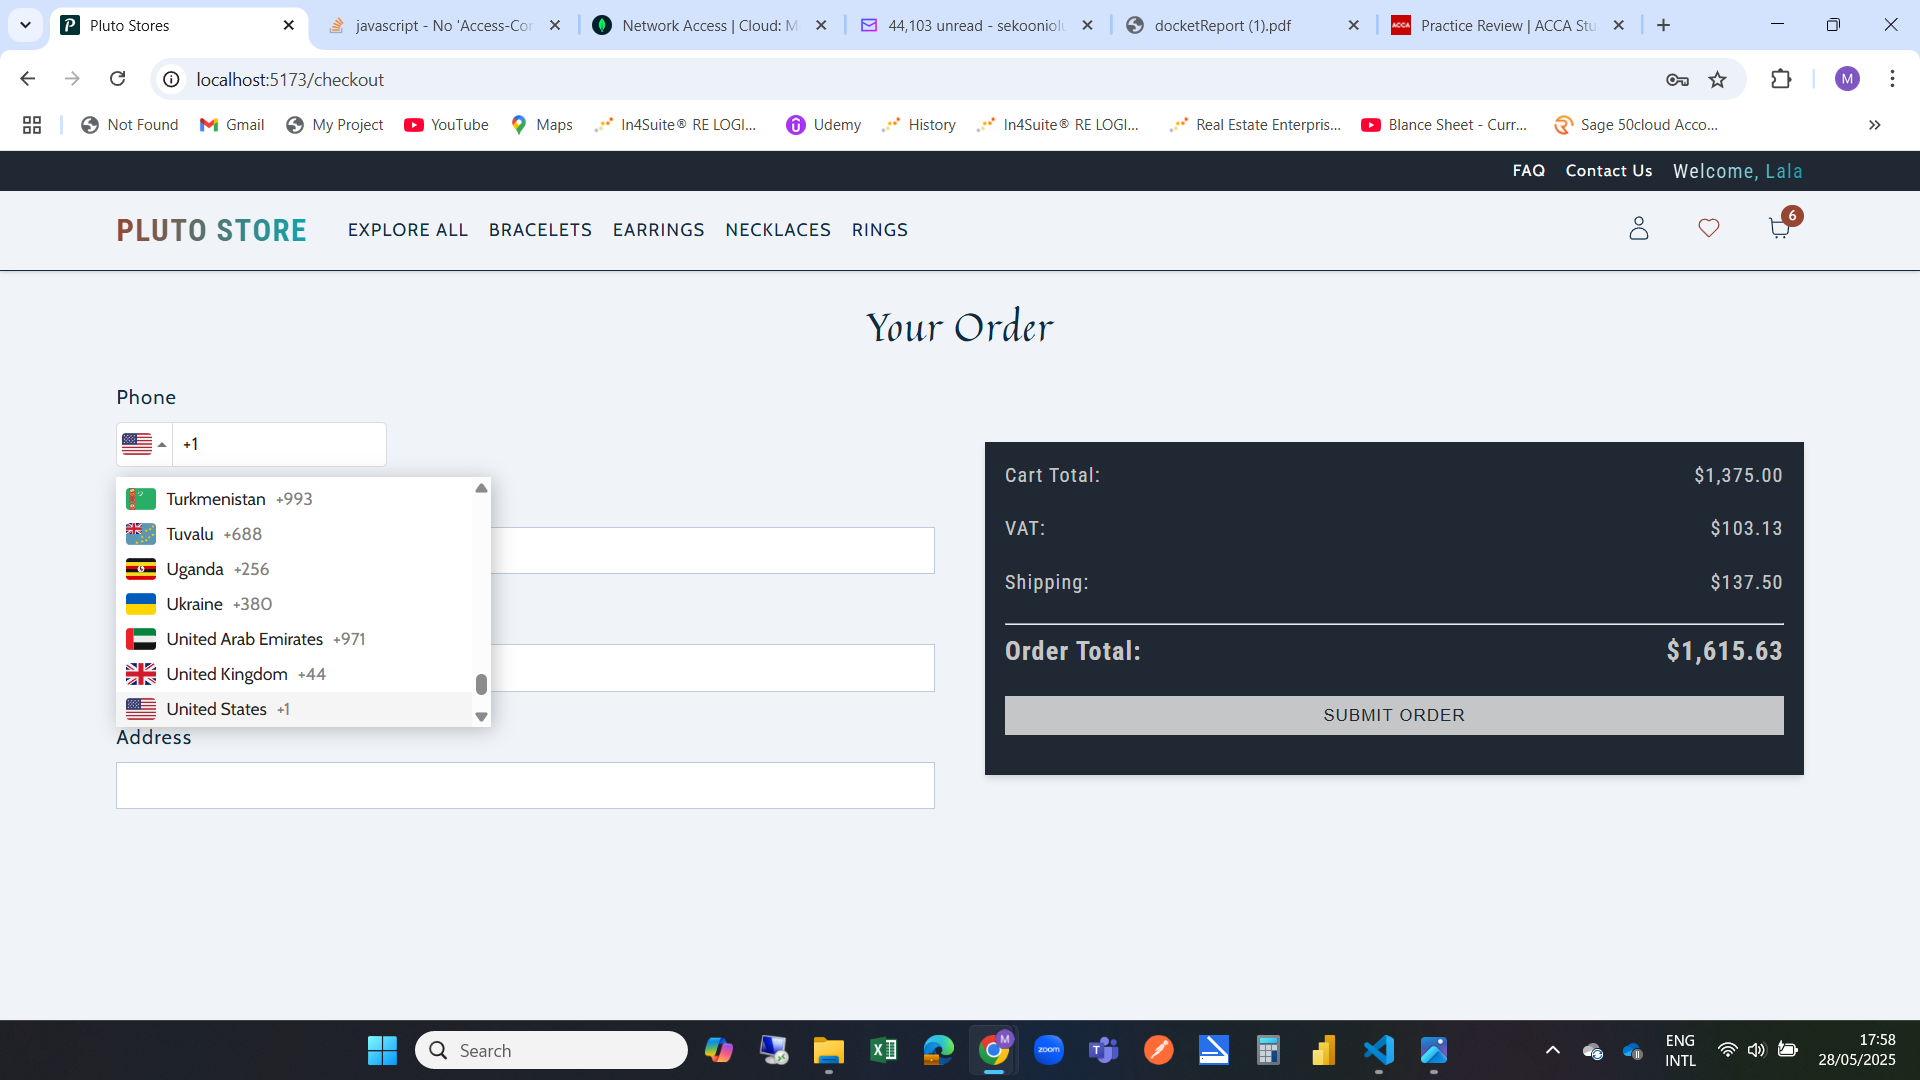 Pluto Stores
javascript - No 'Access-Cor
Network Access | Cloud: M
44,103 unread - sekooniolu
docketReport (1).pdf
Practice Review | ACCA Stu
localhost:5173/checkout
M
Not Found
Gmail
My Project
YouTube
Maps
In4Suite® RE LOGI...
Udemy
History
In4Suite® RE LOGI...
Real Estate Enterpris...
Blance Sheet - Curr...
Sage 50cloud Acco...
FAQ
Contact Us
Welcome, Lala
PLUTO STORE
EXPLORE ALL
BRACELETS
EARRINGS
NECKLACES
RINGS
6
Your Order
Phone
+1
Turkmenistan +993
Tuvalu +688
Uganda +256
Ukraine +380
United Arab Emirates +971
United Kingdom +44
United States +1
Address
Cart Total: $1,375.00
VAT: $103.13
Shipping: $137.50
Order Total: $1,615.63
SUBMIT ORDER
Search
M
zoom
ENG
INTL
17:58
28/05/2025